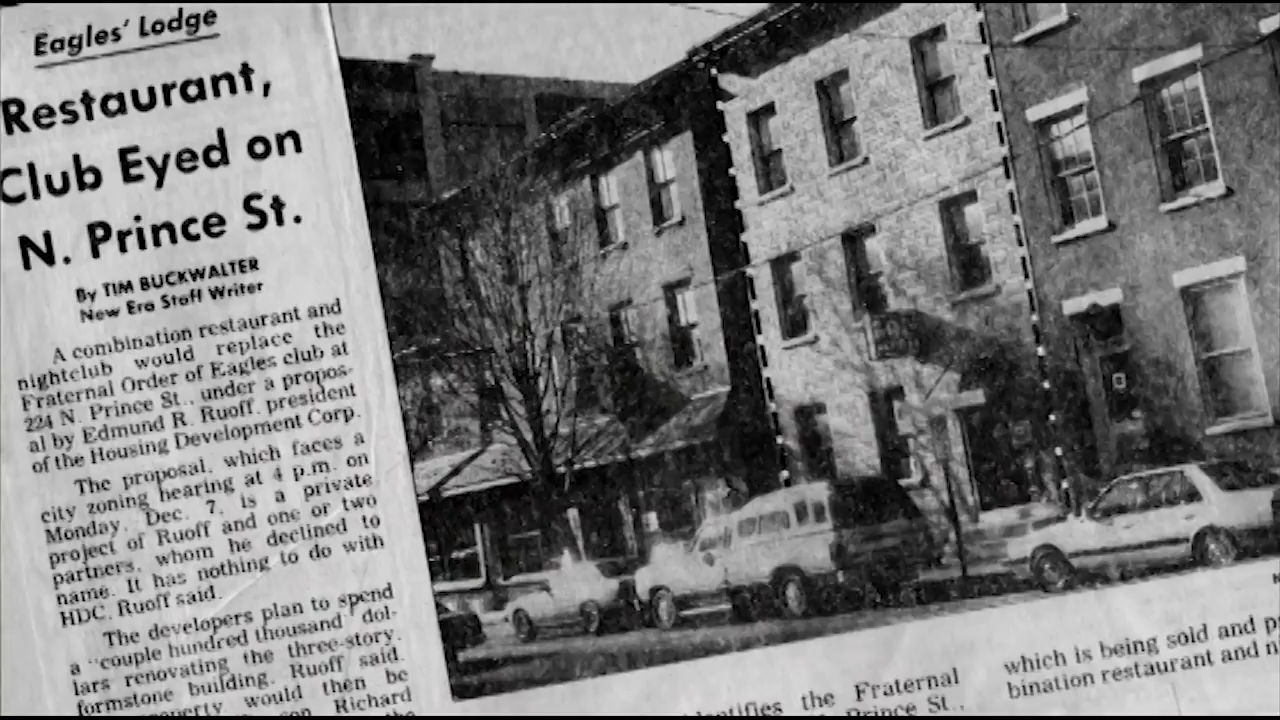 Eagles' Lodge
Restaurant,
Club Eyed on
N. Prince St.
By TIM BUCKWALTER
New Era Staff Writer
A combination restaurant and
nightclub would replace the
Fraternal Order of Eagles club at
224 N. Prince St., under a propos-
al by Edmund R. Ruoff, president
of the Housing Development Corp.
The proposal, which faces a
city zoning hearing at 4 p.m. on
Monday, Dec. 7, is a private
project of Ruoff and one or two
partners, whom he declined to
name. It has nothing to do with
HDC, Ruoff said.
The developers plan to spend
a "couple hundred thousand" dol-
lars renovating the three-story,
formstone building, Ruoff said.
would then be
Richard
the Fraternal
Prince St.,
which is being sold and
bination restaurant and